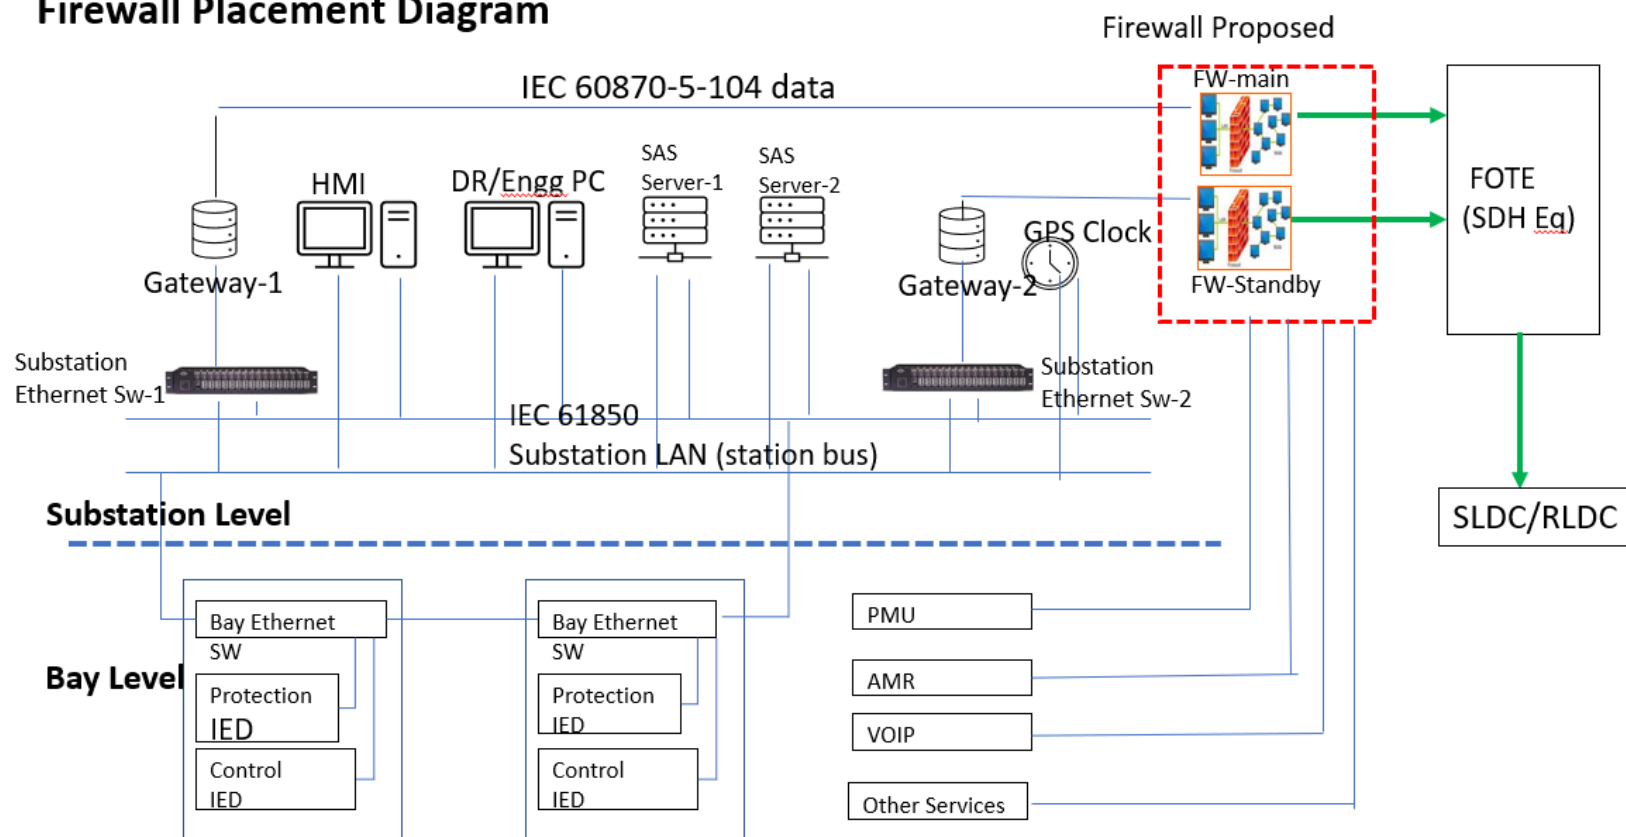 Firewall Placement Diagram
Firewall Proposed
IEC 60870-5-104 data
FW-main
SAS
Server-1
SAS
Server-2
HMI
DR/Engg PC
FOTE
(SDH Eq)
GPS Clock
Gateway-1
Gateway-2
FW-Standby
Substation
Ethernet Sw-1
Substation
Ethernet Sw-2
IEC 61850
Substation LAN (station bus)
Substation Level
SLDC/RLDC
Bay Ethernet
SW
Bay Ethernet
SW
PMU
Bay Level
Protection
IED
Protection
IED
AMR
VOIP
Control
IED
Control
IED
Other Services